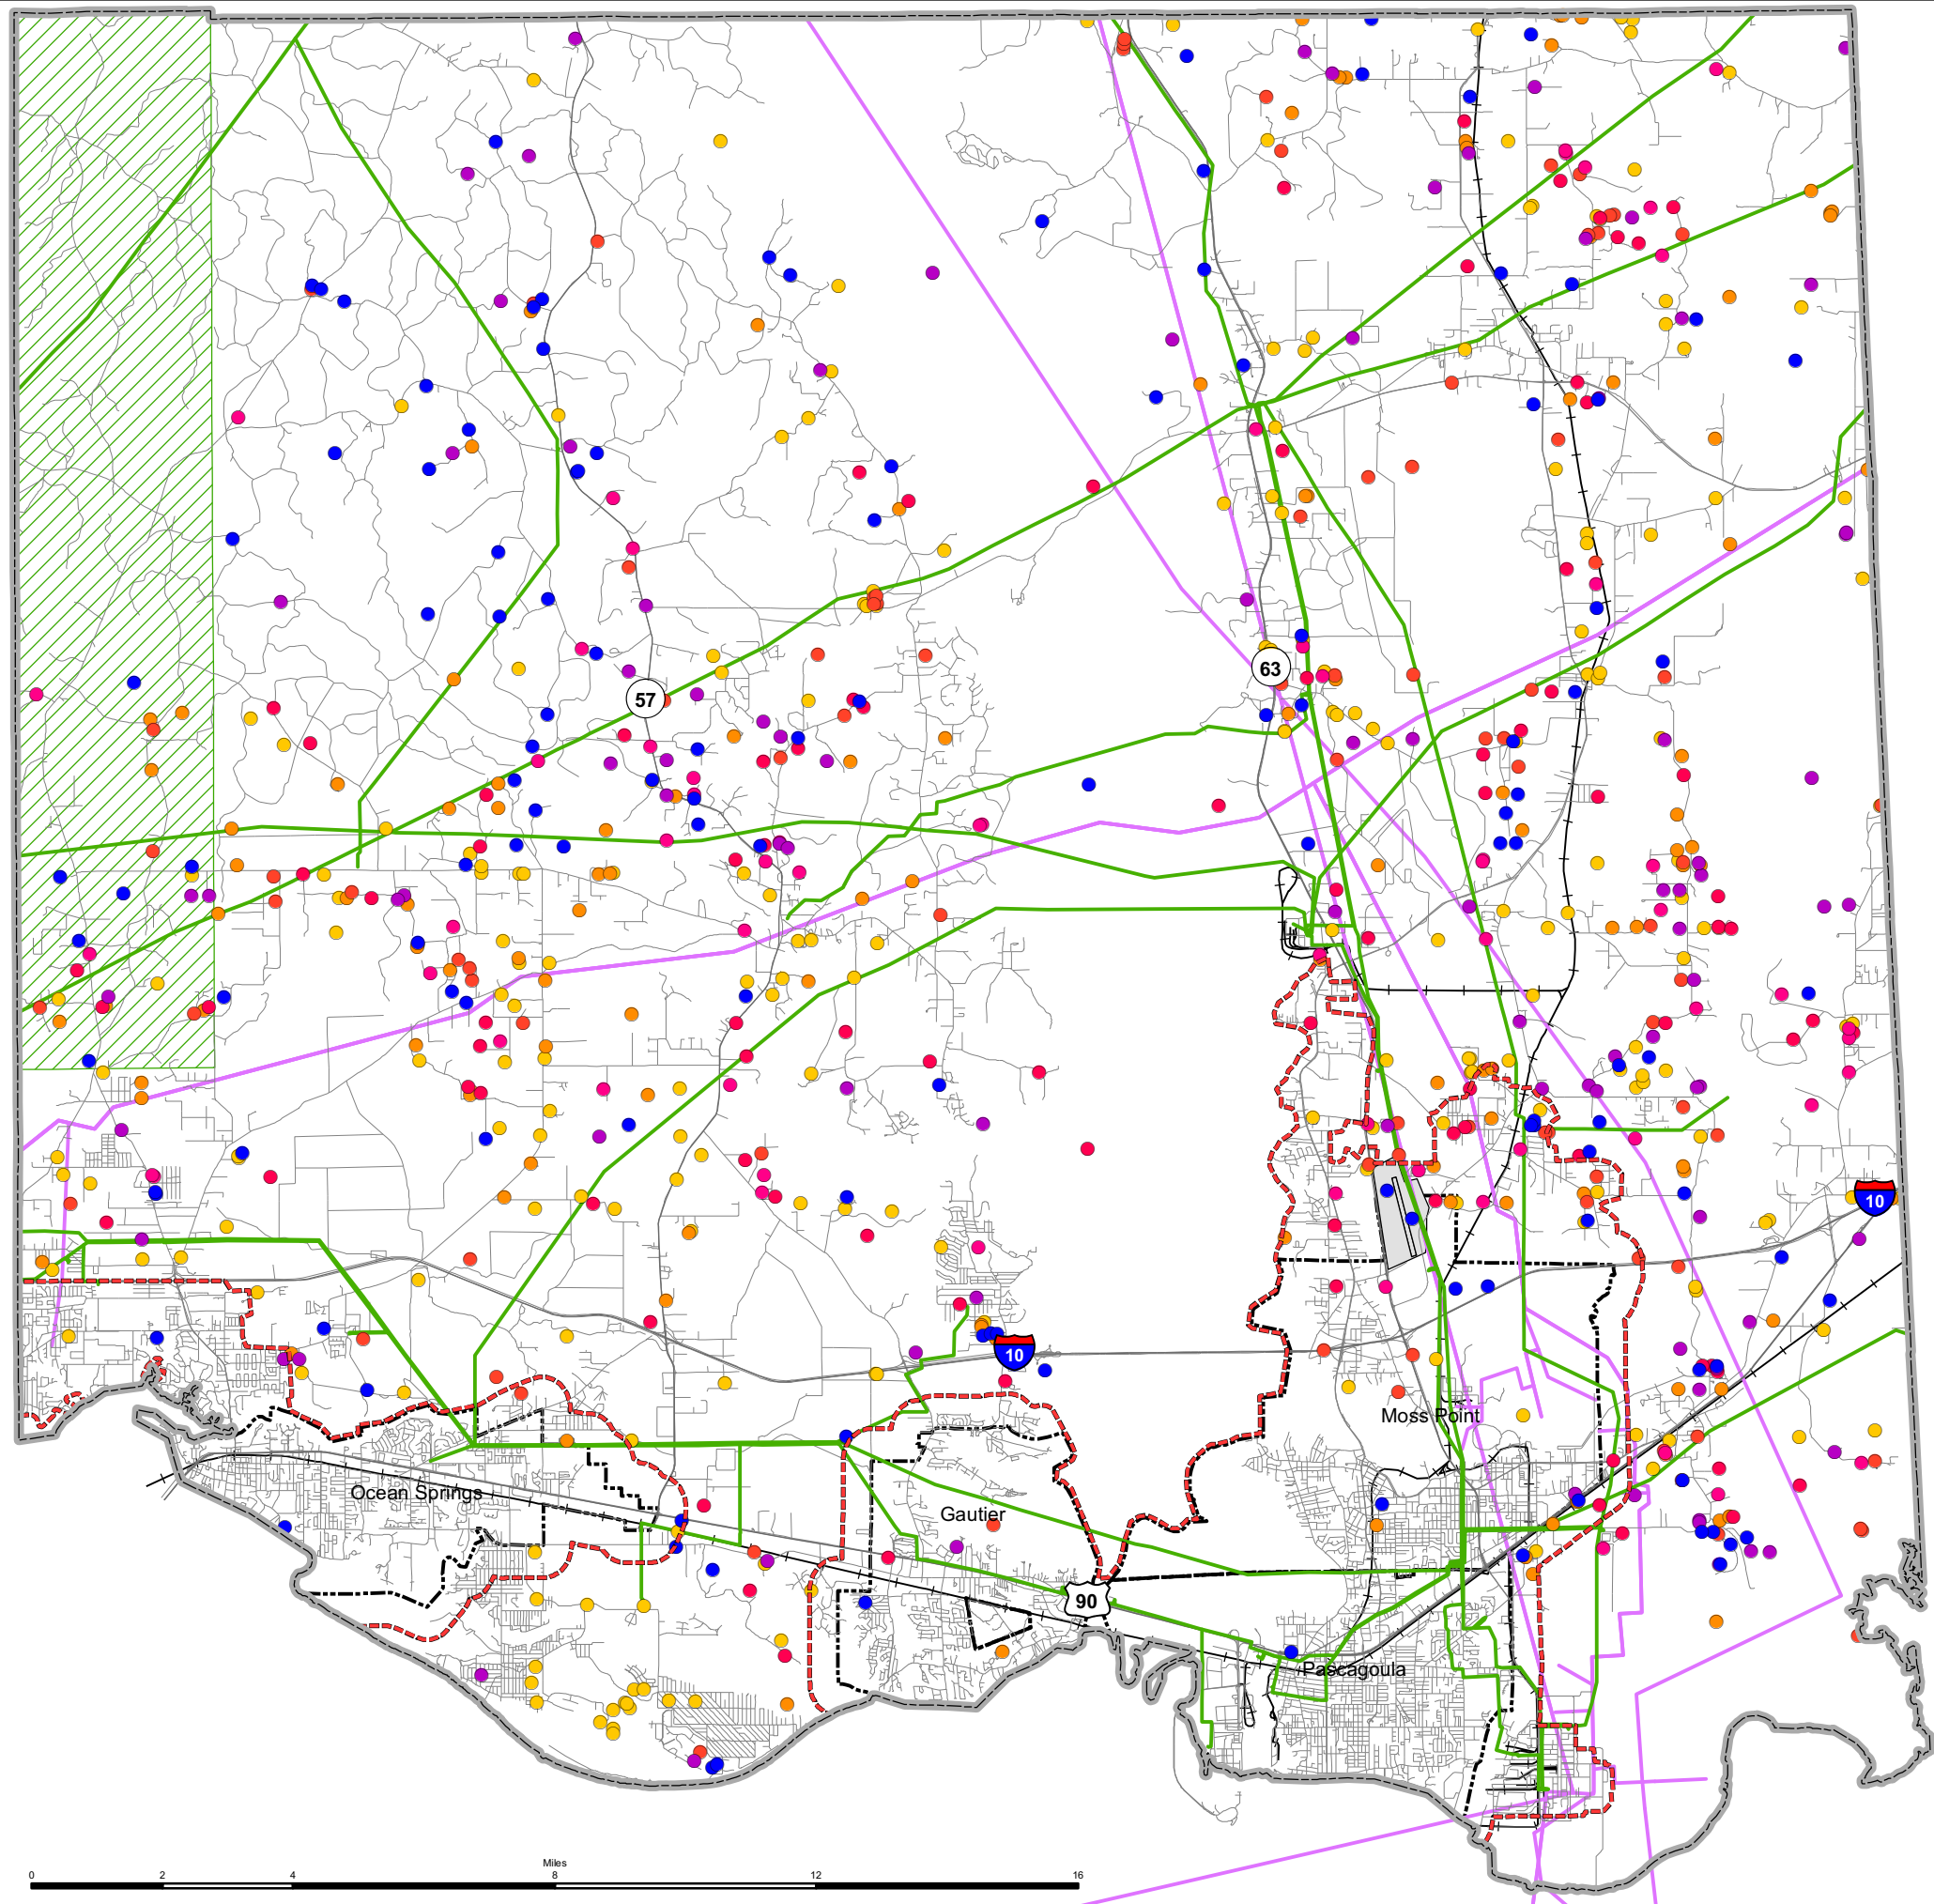 63
57
10
10
Moss Point
Ocean Springs
Gautier
90
Pascagoula
Miles
0 2 4 8 12 16